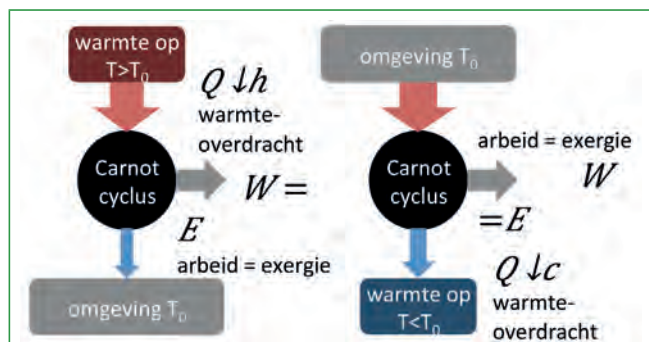 warmte op
T>T₀
Q↓h
warmte-
overdracht
Carnot
cyclus
W =
E
arbeid = exergie
omgeving T₀
omgeving T₀
arbeid = exergie
W
Carnot
cyclus
=E
Q↓c
warmte-
overdracht
warmte op
T<T₀